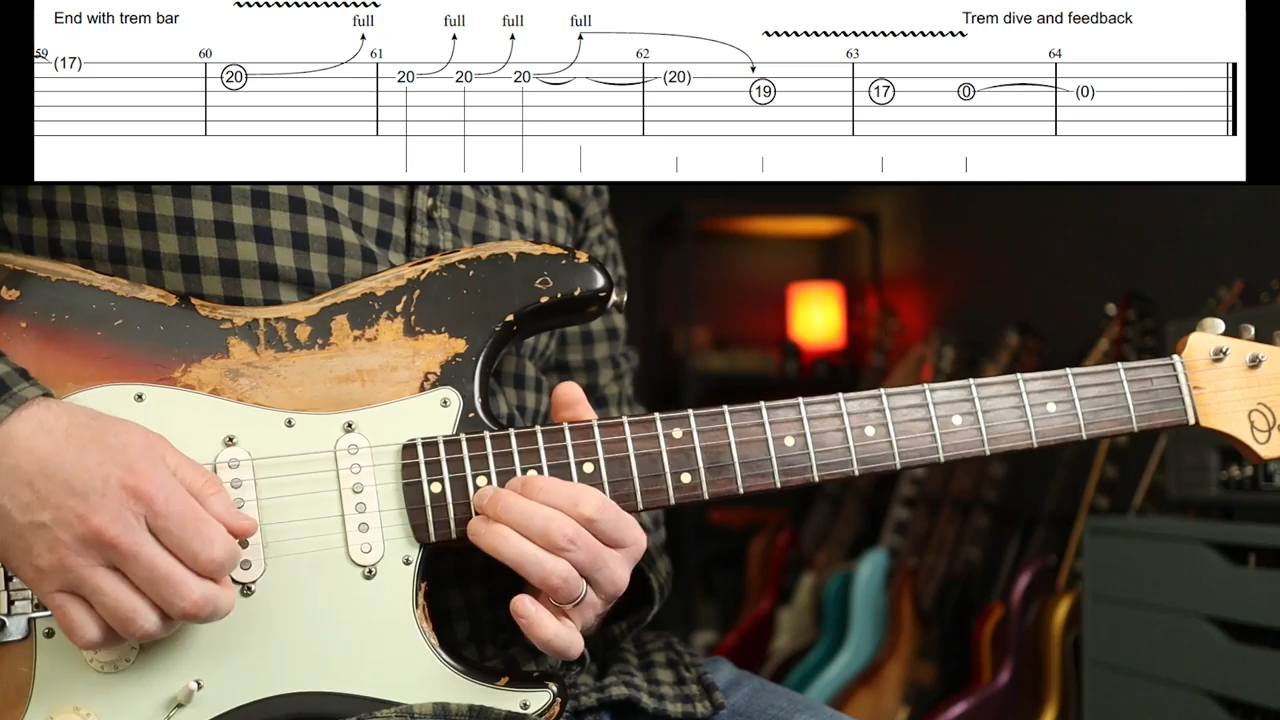 End with trem bar
full full full full
Trem dive and feedback
59 60 61 62 63 64
(17)
20 20 20 20 (20)
19 17 0 (0)